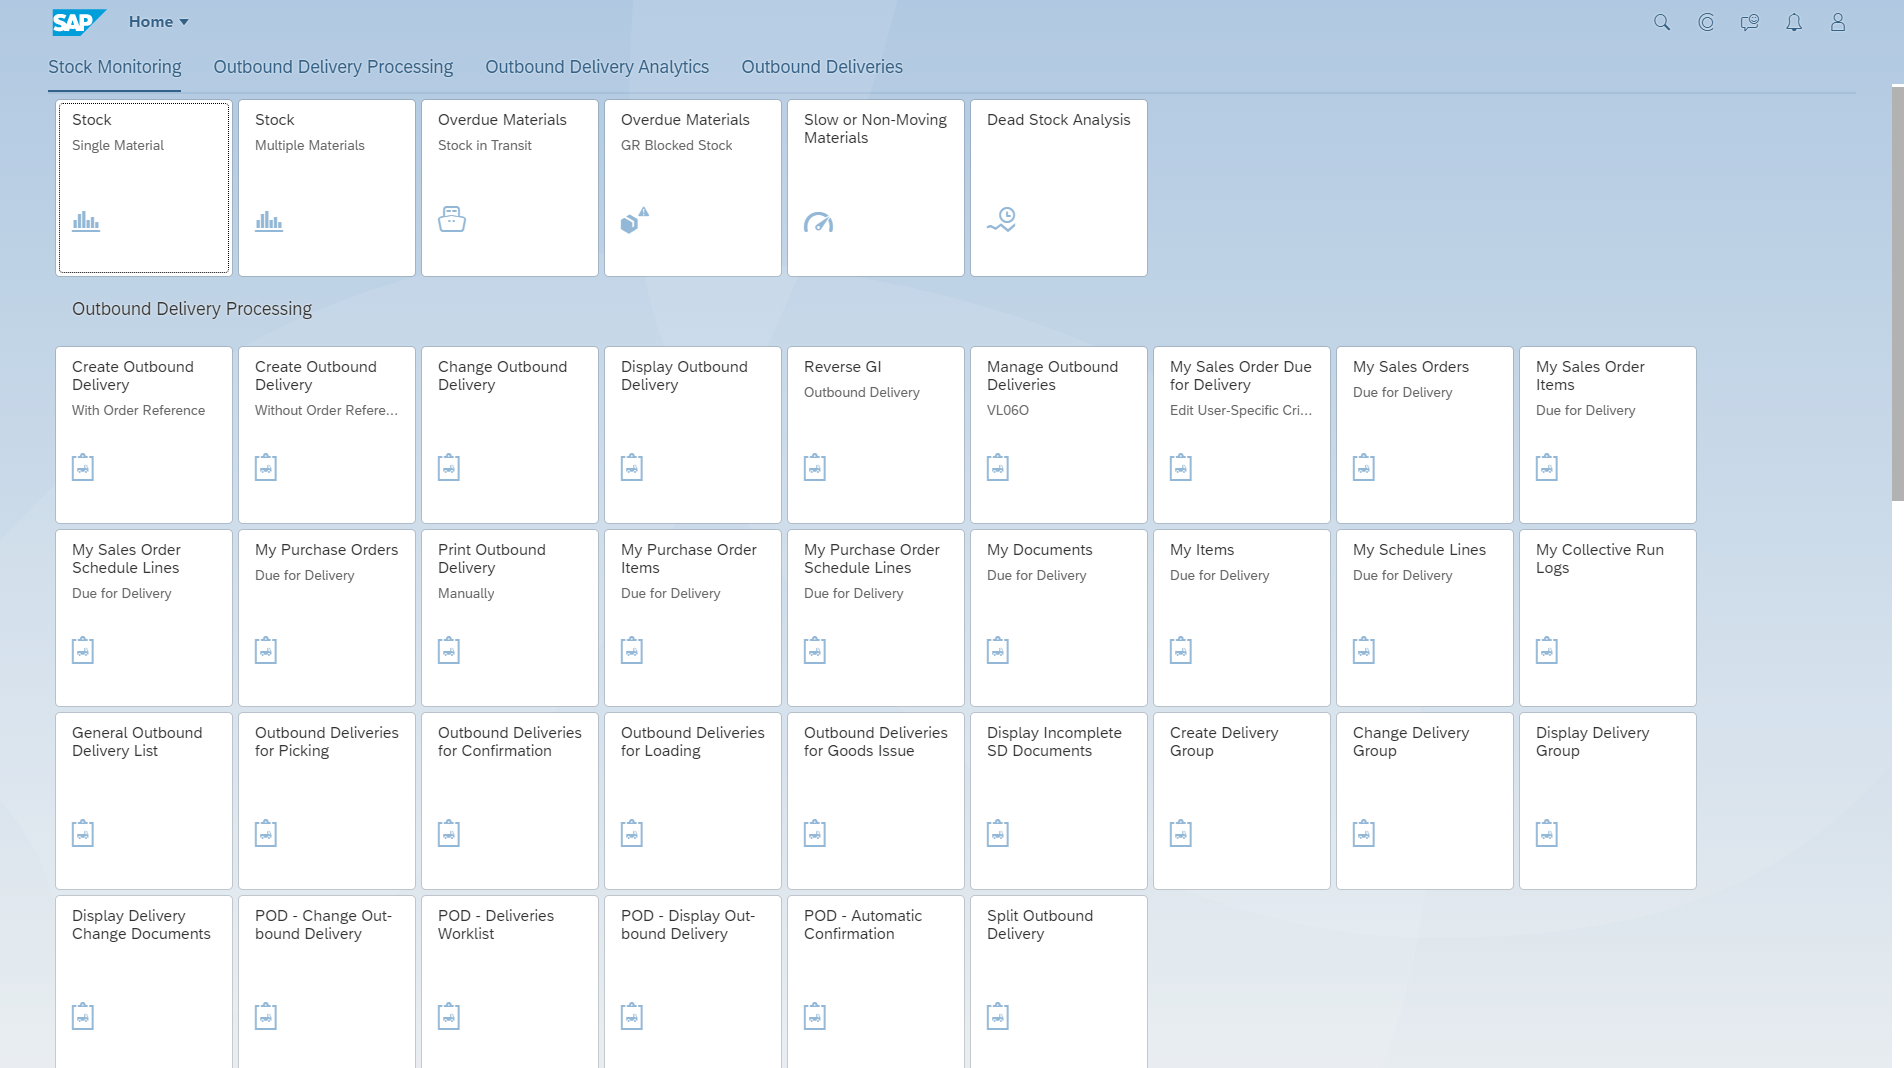 SAP Home
Stock Monitoring Outbound Delivery Processing Outbound Delivery Analytics Outbound Deliveries
Stock
Single Material
Stock
Multiple Materials
Overdue Materials
Stock in Transit
Overdue Materials
GR Blocked Stock
Slow or Non-Moving
Materials
Dead Stock Analysis
Outbound Delivery Processing
Create Outbound
Delivery
With Order Reference
Create Outbound
Delivery
Without Order Refere...
Change Outbound
Delivery
Display Outbound
Delivery
Reverse GI
Outbound Delivery
Manage Outbound
Deliveries
VL06O
My Sales Order Due
for Delivery
Edit User-Specific Cri...
My Sales Orders
Due for Delivery
My Sales Order
Items
Due for Delivery
My Sales Order
Schedule Lines
Due for Delivery
My Purchase Orders
Due for Delivery
Print Outbound
Delivery
Manually
My Purchase Order
Items
Due for Delivery
My Purchase Order
Schedule Lines
Due for Delivery
My Documents
Due for Delivery
My Items
Due for Delivery
My Schedule Lines
Due for Delivery
My Collective Run
Logs
General Outbound
Delivery List
Outbound Deliveries
for Picking
Outbound Deliveries
for Confirmation
Outbound Deliveries
for Loading
Outbound Deliveries
for Goods Issue
Display Incomplete
SD Documents
Create Delivery
Group
Change Delivery
Group
Display Delivery
Group
Display Delivery
Change Documents
POD - Change Out-
bound Delivery
POD - Deliveries
Worklist
POD - Display Out-
bound Delivery
POD - Automatic
Confirmation
Split Outbound
Delivery